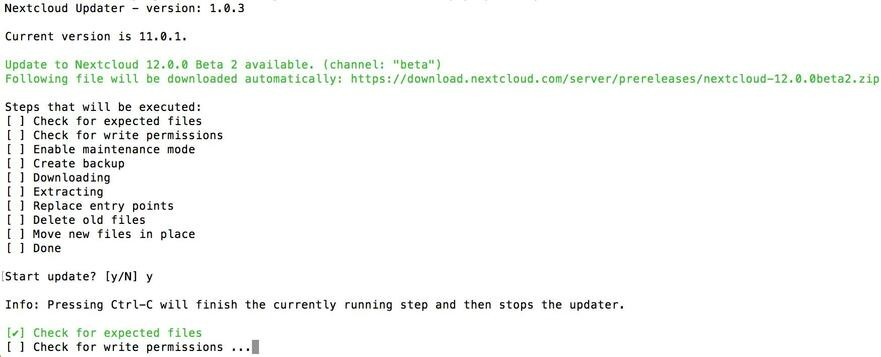 Nextcloud Updater - version: 1.0.3
Current version is 11.0.1.
Update to Nextcloud 12.0.0 Beta 2 available. (channel: "beta")
Following file will be downloaded automatically: https://download.nextcloud.com/server/prereleases/nextcloud-12.0.0beta2.zip
Steps that will be executed:
[ ] Check for expected files
[ ] Check for write permissions
[ ] Enable maintenance mode
[ ] Create backup
[ ] Downloading
[ ] Extracting
[ ] Replace entry points
[ ] Delete old files
[ ] Move new files in place
[ ] Done
Start update? [y/N] y
Info: Pressing Ctrl-C will finish the currently running step and then stops the updater.
[✔] Check for expected files
[ ] Check for write permissions ...